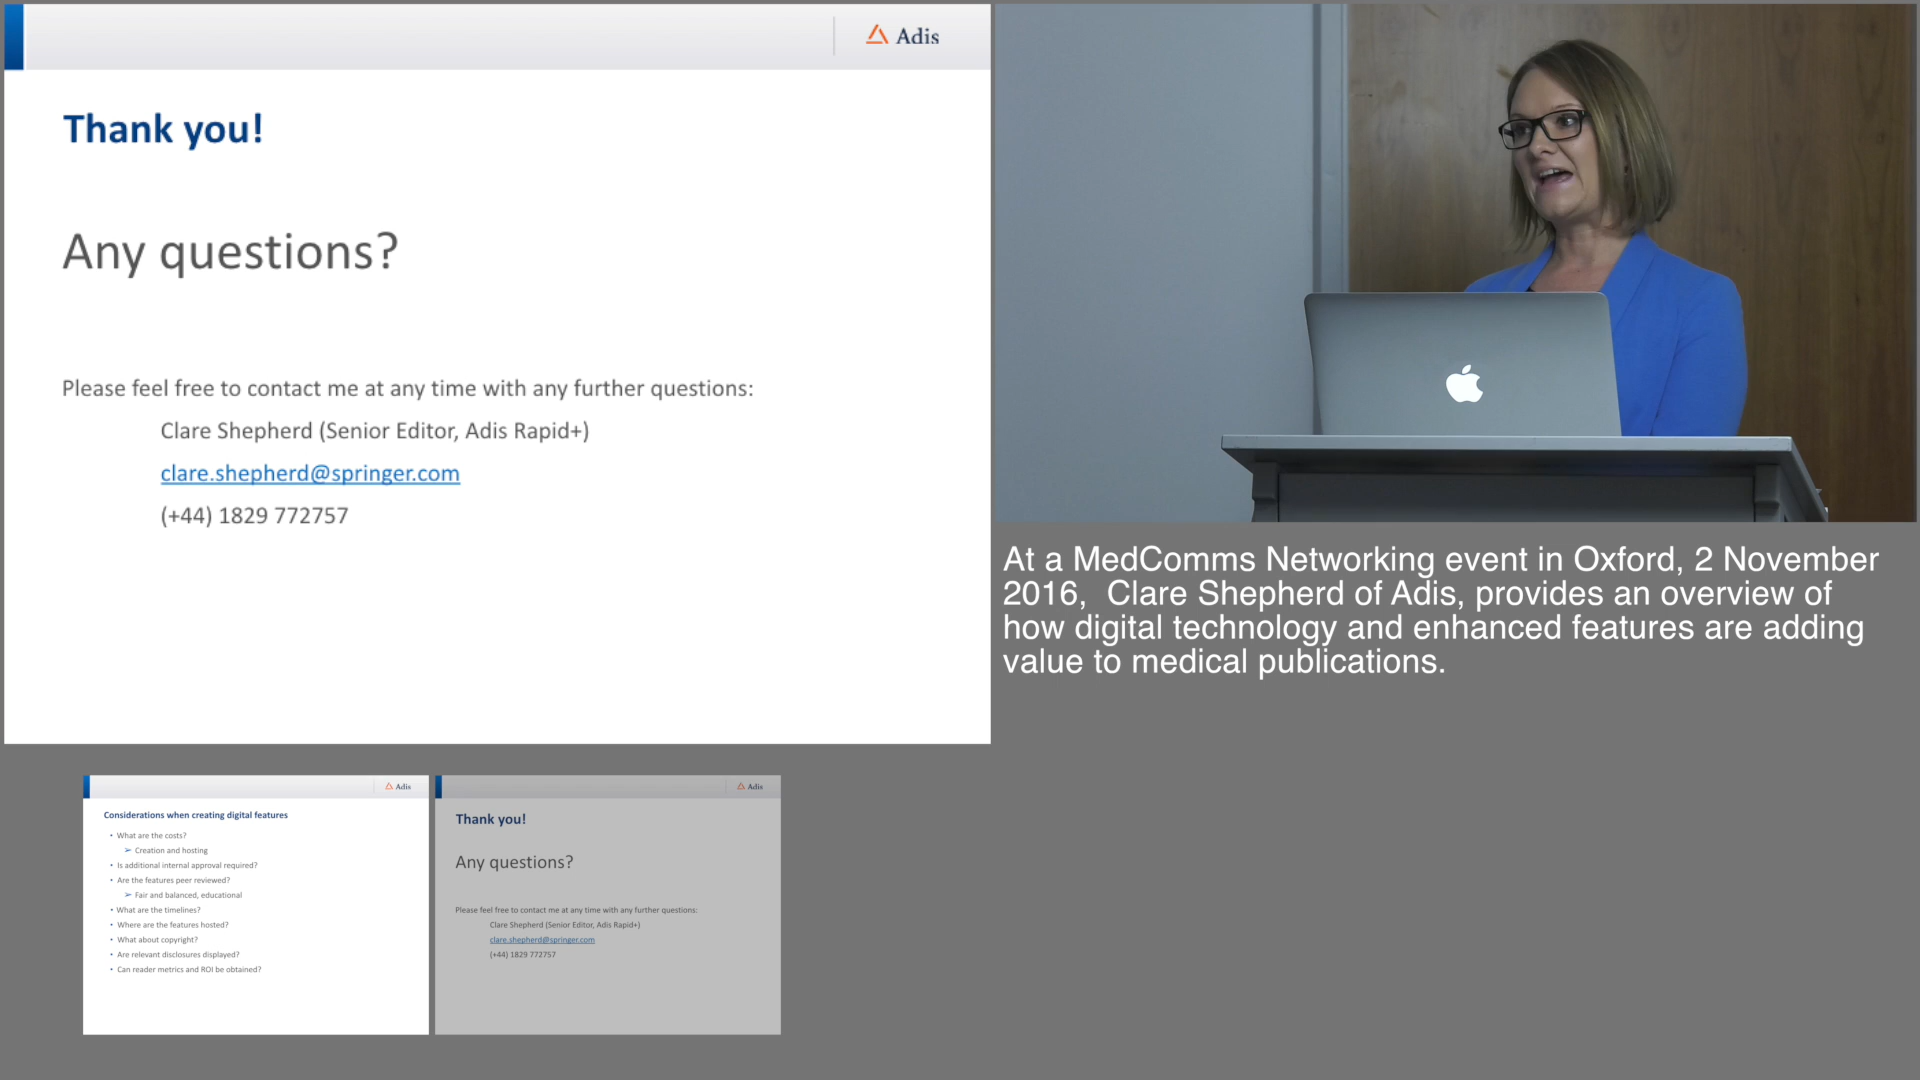 Adis
Thank you!
Any questions?
Please feel free to contact me at any time with any further questions:
Clare Shepherd (Senior Editor, Adis Rapid+)
clare.shepherd@springer.com
(+44) 1829 772757
At a MedComms Networking event in Oxford, 2 November
2016,  Clare Shepherd of Adis, provides an overview of
how digital technology and enhanced features are adding
value to medical publications.
Adis
Considerations when creating digital features
• What are the costs?
➢ Creation and hosting
• Is additional internal approval required?
• Are the features peer reviewed?
➢ Fair and balanced, educational
• What are the timelines?
• Where are the features hosted?
• What about copyright?
• Are relevant disclosures displayed?
• Can reader metrics and ROI be obtained?
Adis
Thank you!
Any questions?
Please feel free to contact me at any time with any further questions:
Clare Shepherd (Senior Editor, Adis Rapid+)
clare.shepherd@springer.com
(+44) 1829 772757